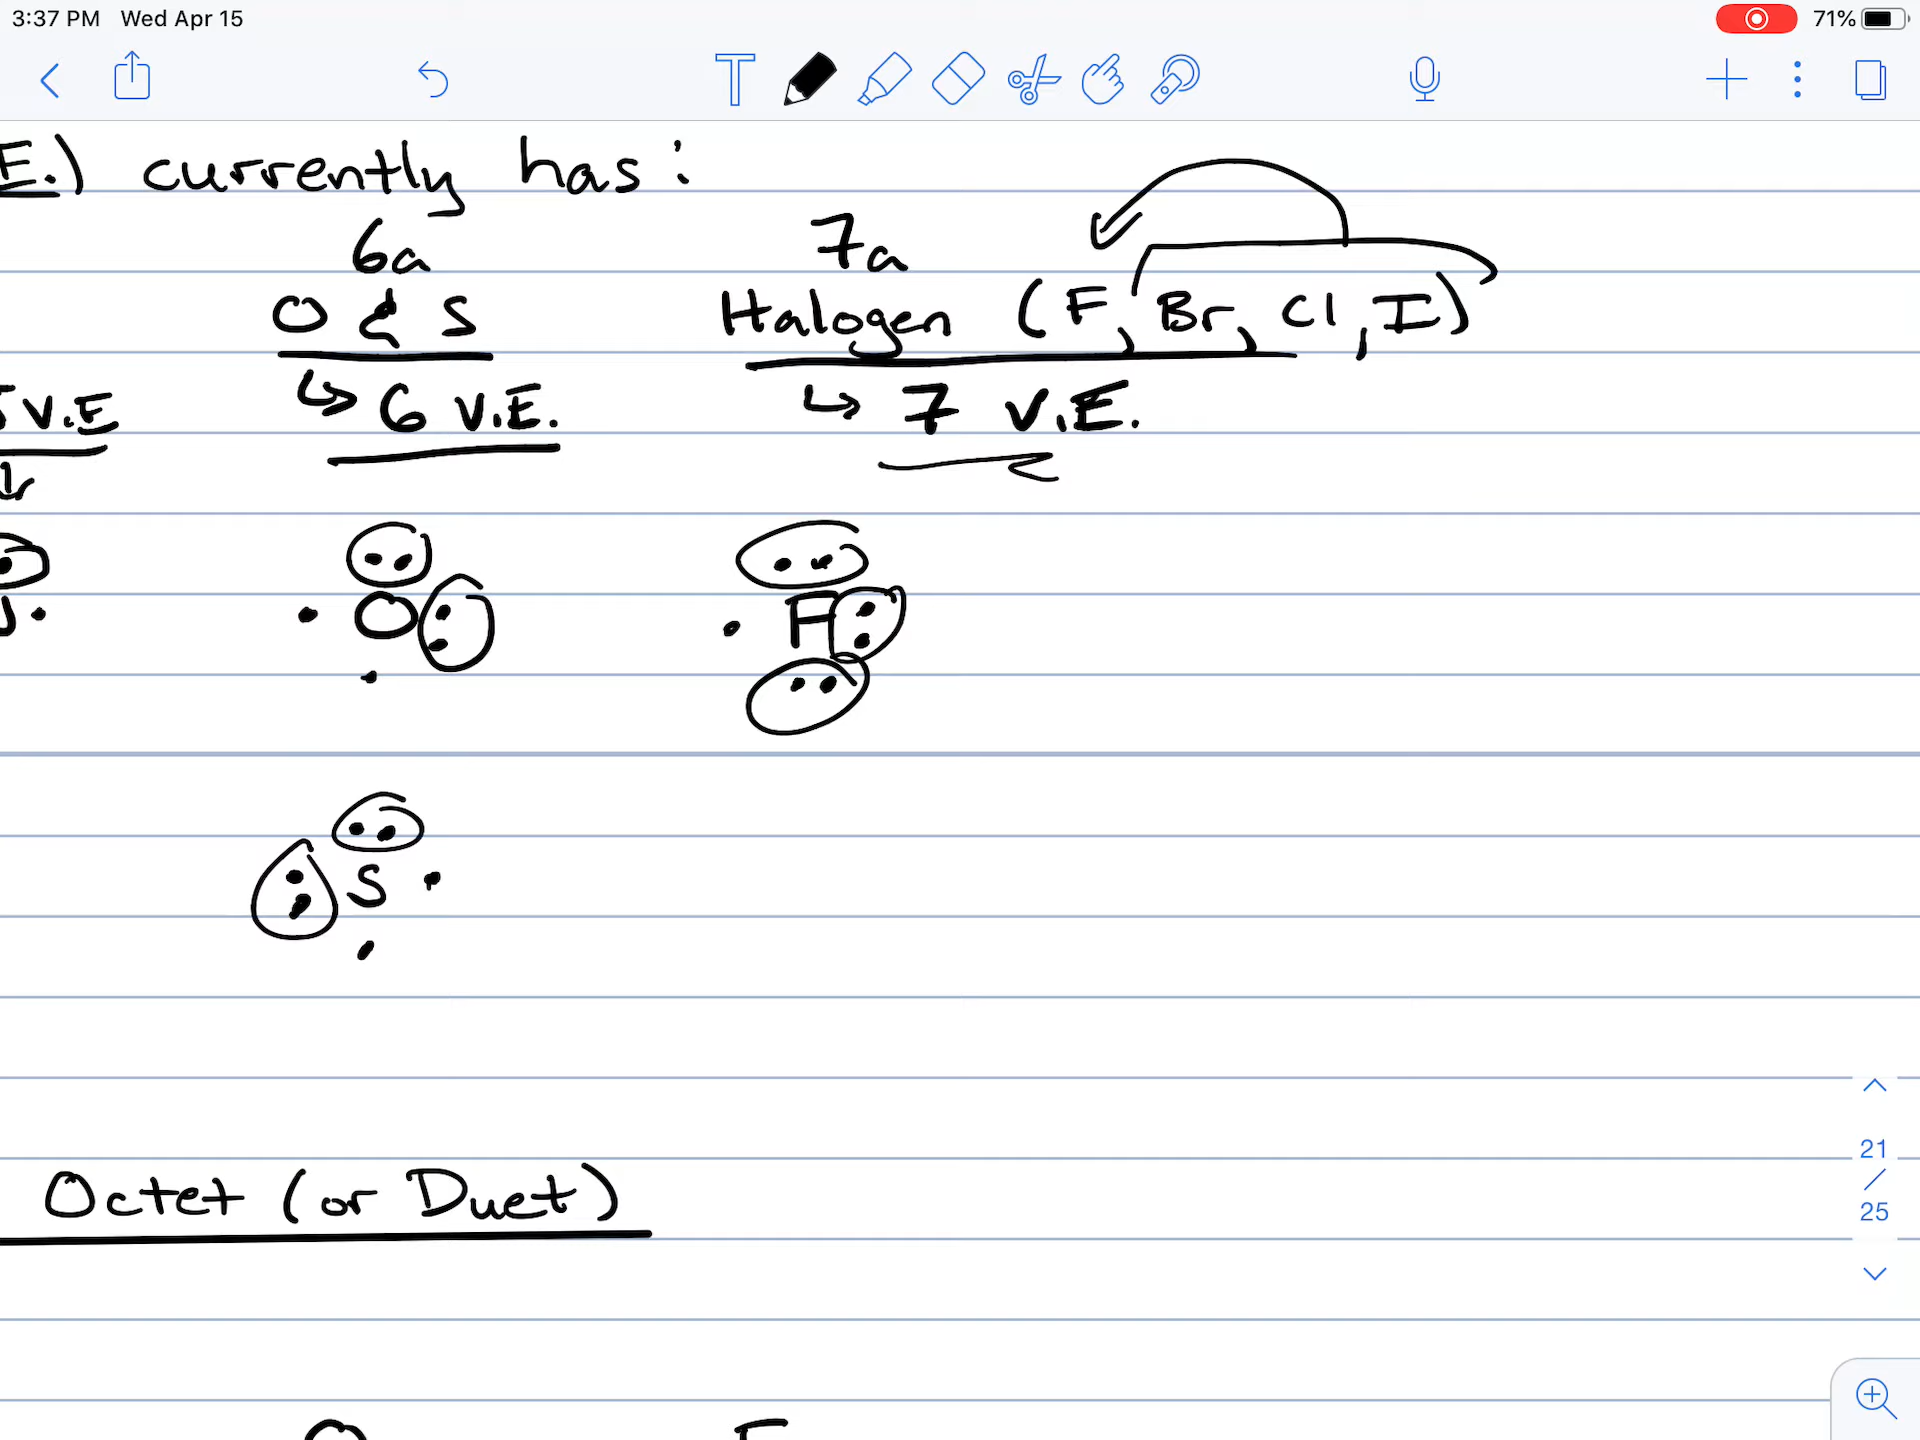 3:37 PM Wed Apr 15 71%
E.) currently has:
6a 7a
O & S Halogen (F, Br, Cl, I)
V.E ↳ 6 V.E. ↳ 7 V.E.
O F
S
Octet (or Duet)
21
/
25